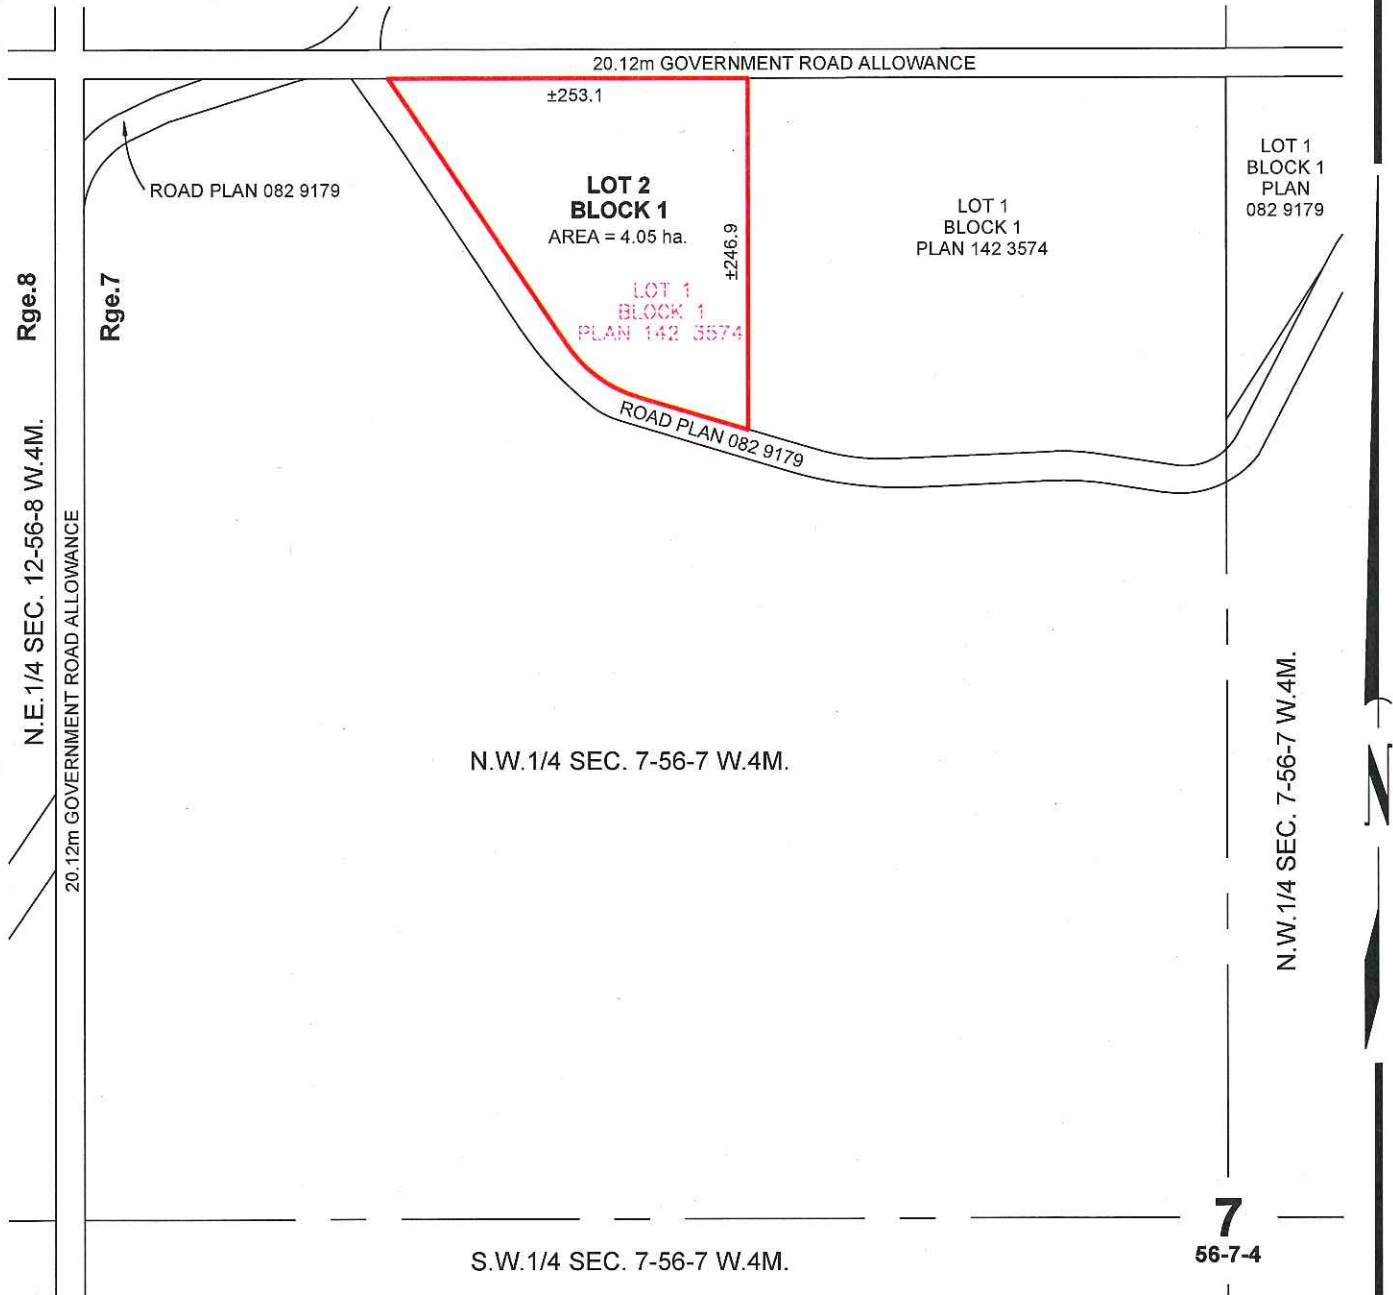 20.12m GOVERNMENT ROAD ALLOWANCE
±253.1
ROAD PLAN 082 9179
LOT 2
BLOCK 1
AREA = 4.05 ha.
±246.9
LOT 1
BLOCK 1
PLAN 142 3574
LOT 1
BLOCK 1
PLAN 142 3574
LOT 1
BLOCK 1
PLAN
082 9179
Rge.8
Rge.7
ROAD PLAN 082 9179
N.E.1/4 SEC. 12-56-8 W.4M.
20.12m GOVERNMENT ROAD ALLOWANCE
N.W.1/4 SEC. 7-56-7 W.4M.
N.W.1/4 SEC. 7-56-7 W.4M.
N
7
56-7-4
S.W.1/4 SEC. 7-56-7 W.4M.